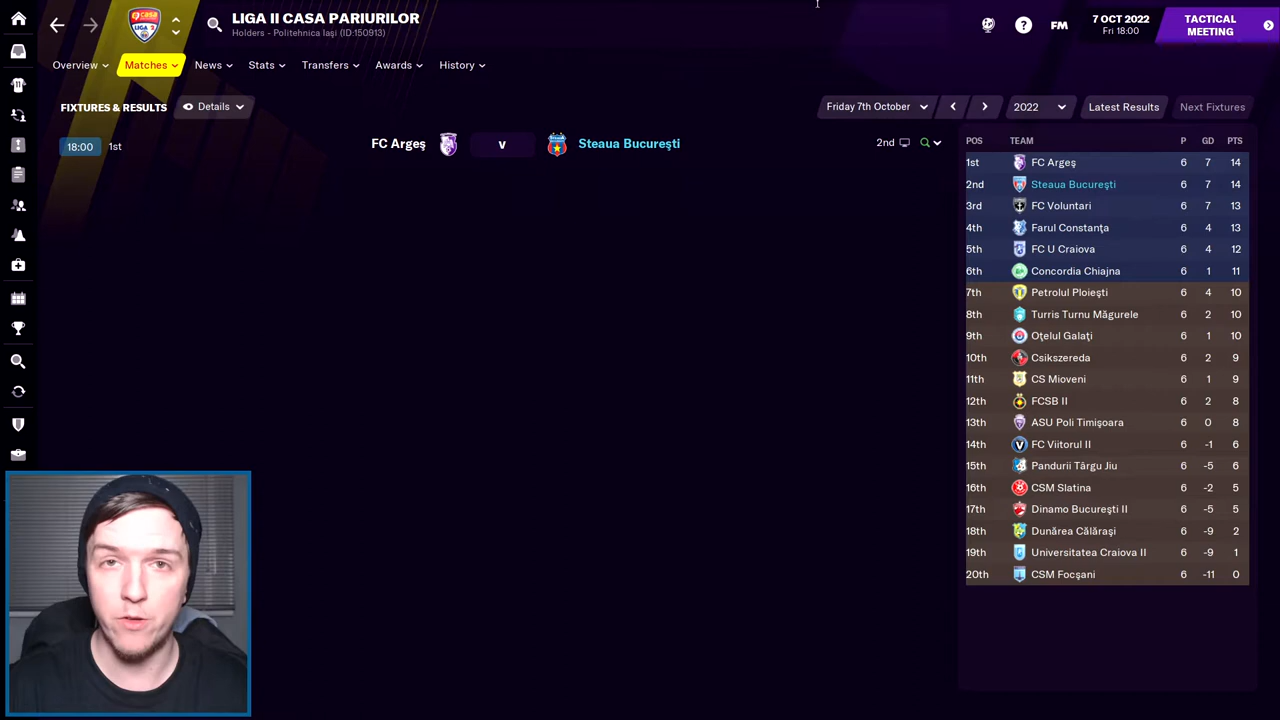 LIGA II CASA PARIURILOR
Holders - Politehnica Iaşi (ID:150913)
FM
7 OCT 2022
Fri 18:00
TACTICAL MEETING
Overview
Matches
News
Stats
Transfers
Awards
History
FIXTURES & RESULTS
Details
Friday 7th October
2022
Latest Results
Next Fixtures
18:00 1st FC Argeş v Steaua Bucureşti 2nd
POS TEAM P GD PTS
1st FC Argeş 6 7 14
2nd Steaua Bucureşti 6 7 14
3rd FC Voluntari 6 7 13
4th Farul Constanţa 6 4 13
5th FC U Craiova 6 4 12
6th Concordia Chiajna 6 1 11
7th Petrolul Ploieşti 6 4 10
8th Turris Turnu Măgurele 6 2 10
9th Oţelul Galaţi 6 1 10
10th Csikszereda 6 2 9
11th CS Mioveni 6 1 9
12th FCSB II 6 2 8
13th ASU Poli Timişoara 6 0 8
14th FC Viitorul II 6 -1 6
15th Pandurii Târgu Jiu 6 -5 6
16th CSM Slatina 6 -2 5
17th Dinamo Bucureşti II 6 -5 5
18th Dunărea Călăraşi 6 -9 2
19th Universitatea Craiova II 6 -9 1
20th CSM Focşani 6 -11 0